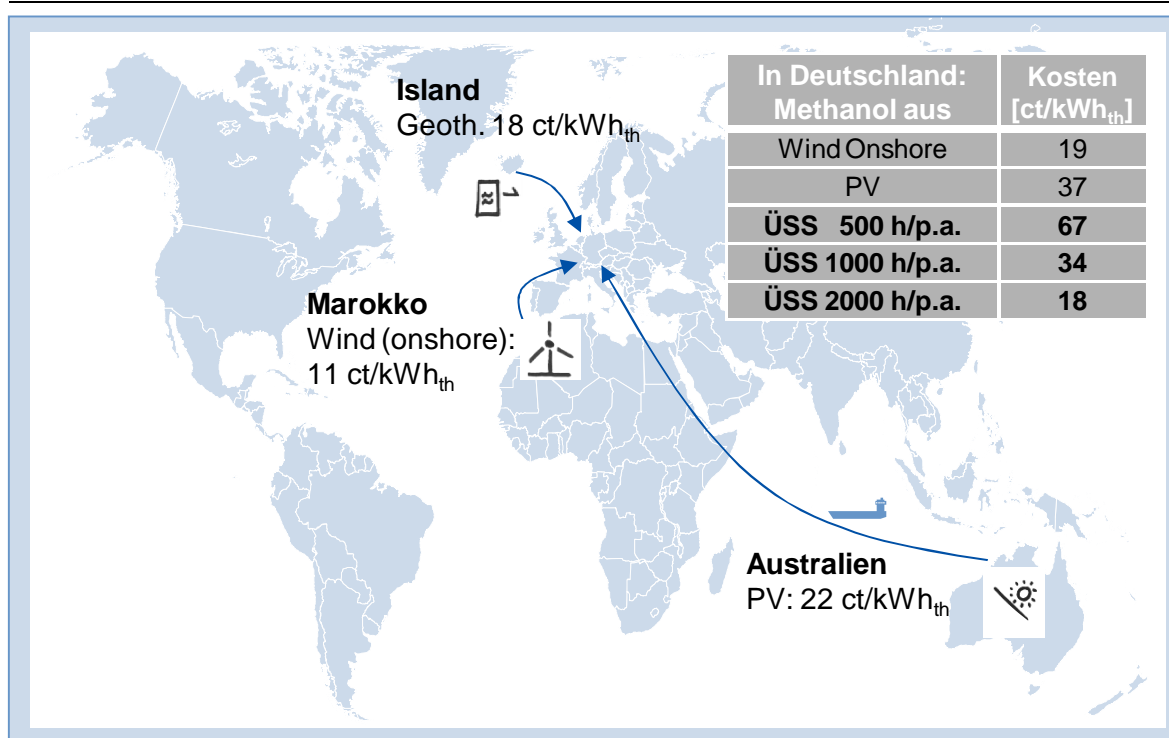 Island
Geoth. 18 ct/kWhth
Marokko
Wind (onshore):
11 ct/kWhth
Australien
PV: 22 ct/kWhth
In Deutschland:
Methanol aus
Kosten
[ct/kWhth]
Wind Onshore 19
PV 37
ÜSS 500 h/p.a. 67
ÜSS 1000 h/p.a. 34
ÜSS 2000 h/p.a. 18